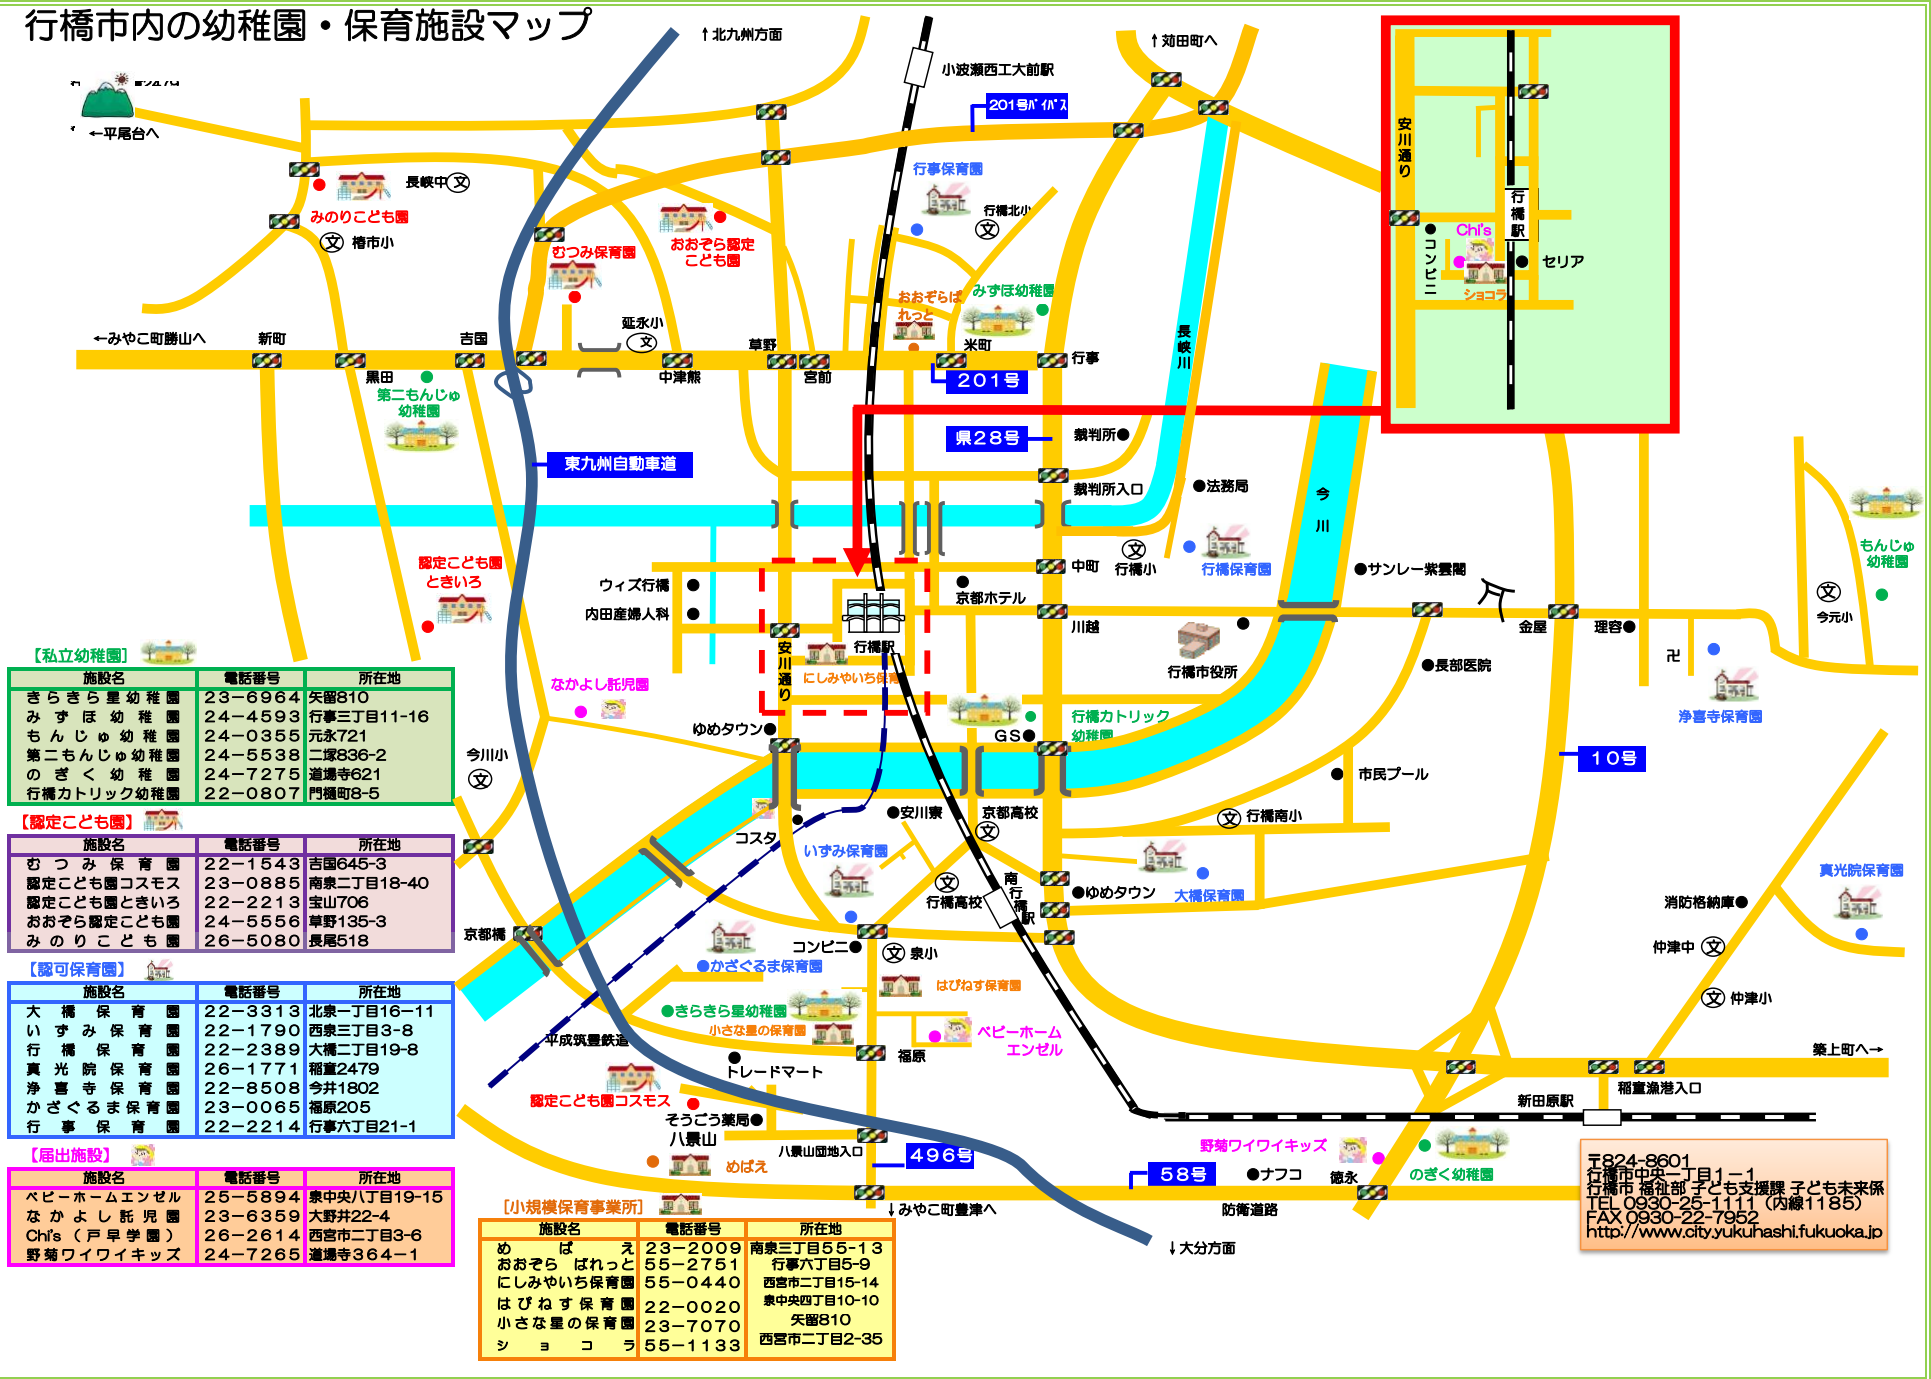 行橋市内の幼稚園・保育施設マップ
↑北九州方面
小波瀬西工大前駅
↑苅田町へ
201号ﾊﾞｲﾊﾟｽ
←平尾台へ
長峡中 文
みのりこども園
文 椿市小
むつみ保育園
おおぞら認定
こども園
行事保育園
行橋北小
文
おおぞらぱ
れっと
みずほ幼稚園
安川通り
行橋駅
Chi's
コンビニ
セリア
ショコラ
←みやこ町勝山へ
新町
吉国
延永小
文
草野
米町
行事
長峡川
黒田
中津熊
宮前
201号
第二もんじゅ
幼稚園
東九州自動車道
県28号
裁判所●
裁判所入口
●法務局
今川
認定こども園
ときいろ
ウィズ行橋 ●
内田産婦人科 ●
京都ホテル
中町
文
行橋小
行橋保育園
●サンレー紫雲閣
もんじゅ
幼稚園
文
今元小
川越
行橋駅
安川通り
にしみやいち保育
行橋市役所
●長部医院
金屋
理容●
卍
浄喜寺保育園
なかよし託児園
ゆめタウン●
GS●
行橋カトリック
幼稚園
今川小
文
10号
● 市民プール
コスタ
●安川寮
京都高校
文
文 行橋南小
いずみ保育園
文
行橋高校
南行橋駅
●ゆめタウン
大橋保育園
真光院保育園
消防格納庫●
京都橋
コンビニ●
文 泉小
●かざぐるま保育園
仲津中 文
文 仲津小
●きらきら星幼稚園
小さな星の保育園
はぴねす保育園
平成筑豊鉄道
トレードマート
福原
ベビーホーム
エンゼル
築上町へ→
稲童漁港入口
新田原駅
認定こども園コスモス
そうごう薬局●
八景山
八景山団地入口
めばえ
496号
58号
野菊ワイワイキッズ
●ナフコ
徳永
のぎく幼稚園
防衛道路
↓みやこ町豊津へ
↓大分方面
【私立幼稚園】
施設名 電話番号 所在地
きらきら星幼稚園 23-6964 矢留810
みずほ幼稚園 24-4593 行事三丁目11-16
もんじゅ幼稚園 24-0355 元永721
第二もんじゅ幼稚園 24-5538 二塚836-2
のぎく幼稚園 24-7275 道場寺621
行橋カトリック幼稚園 22-0807 門樋町8-5
【認定こども園】
施設名 電話番号 所在地
むつみ保育園 22-1543 吉国645-3
認定こども園コスモス 23-0885 南泉二丁目18-40
認定こども園ときいろ 22-2213 宝山706
おおぞら認定こども園 24-5556 草野135-3
みのりこども園 26-5080 長尾518
【認可保育園】
施設名 電話番号 所在地
大橋保育園 22-3313 北泉一丁目16-11
いずみ保育園 22-1790 西泉三丁目3-8
行橋保育園 22-2389 大橋二丁目19-8
真光院保育園 26-1771 稲童2479
浄喜寺保育園 22-8508 今井1802
かざぐるま保育園 23-0065 福原205
行事保育園 22-2214 行事六丁目21-1
【届出施設】
施設名 電話番号 所在地
ベビーホームエンゼル 25-5894 泉中央八丁目19-15
なかよし託児園 23-6359 大野井22-4
Chi's（戸早学園） 26-2614 西宮市二丁目3-6
野菊ワイワイキッズ 24-7265 道場寺364-1
[小規模保育事業所]
施設名 電話番号 所在地
めばえ 23-2009 南泉三丁目55-13
おおぞら ぱれっと 55-2751 行事六丁目5-9
にしみやいち保育園 55-0440 西宮市二丁目15-14
はぴねす保育園 22-0020 泉中央四丁目10-10
小さな星の保育園 23-7070 矢留810
ショコラ 55-1133 西宮市二丁目2-35
〒824-8601
行橋市中央一丁目1-1
行橋市 福祉部 子ども支援課 子ども未来係
TEL 0930-25-1111（内線1185）
FAX 0930-22-7952
http://www.city.yukuhashi.fukuoka.jp